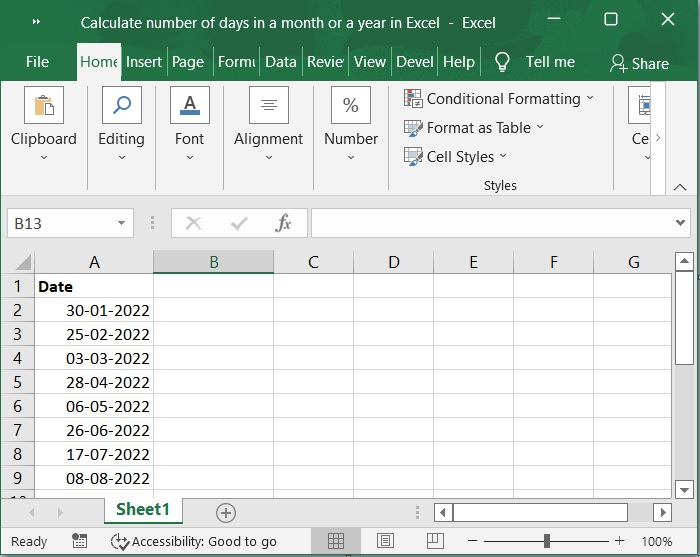 Calculate number of days in a month or a year in Excel - Excel
File Home Insert Page Formu Data Revie View Devel Help Tell me Share
Clipboard Editing Font Alignment Number
Conditional Formatting
Format as Table
Cell Styles
Styles
Ce
B13 fx
A B C D E F G
1 Date
2 30-01-2022
3 25-02-2022
4 03-03-2022
5 28-04-2022
6 06-05-2022
7 26-06-2022
8 17-07-2022
9 08-08-2022
Sheet1
Ready Accessibility: Good to go 100%